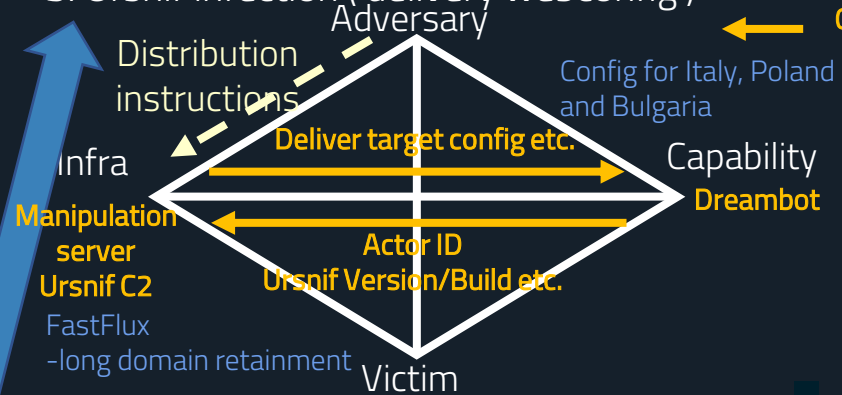 Adversary
Distribution
instructions
Config for Italy, Poland
and Bulgaria
Deliver target config etc.
Infra
Capability
Manipulation
server
Ursnif C2
Dreambot
Actor ID
Ursnif Version/Build etc.
FastFlux
-long domain retainment
Victim